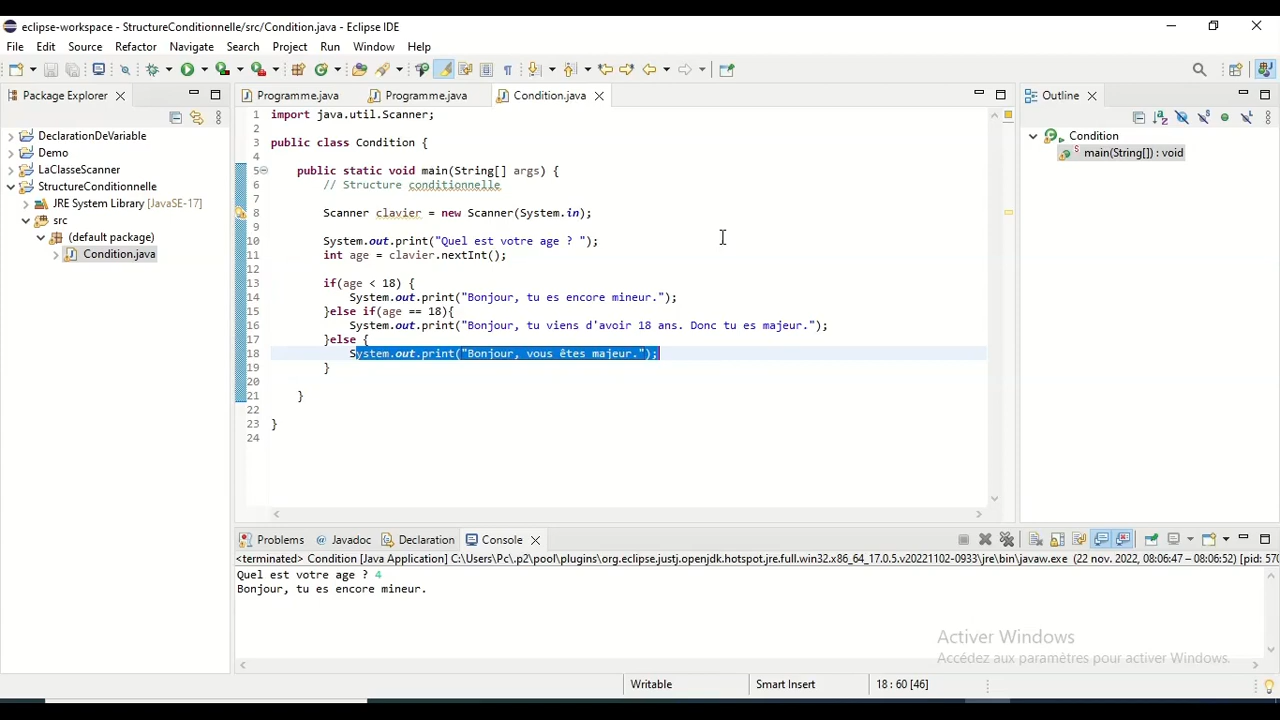 eclipse-workspace - StructureConditionnelle/src/Condition.java - Eclipse IDE
File Edit Source Refactor Navigate Search Project Run Window Help
Package Explorer
Programme.java Programme.java Condition.java
Outline
DeclarationDeVariable
Demo
LaClasseScanner
StructureConditionnelle
JRE System Library [JavaSE-17]
src
(default package)
Condition.java
1 import java.util.Scanner;
2
3 public class Condition {
4
5 public static void main(String[] args) {
6 // Structure conditionnelle
7
8 Scanner clavier = new Scanner(System.in);
9
10 System.out.print("Quel est votre age ? ");
11 int age = clavier.nextInt();
12
13 if(age < 18) {
14 System.out.print("Bonjour, tu es encore mineur.");
15 }else if(age == 18){
16 System.out.print("Bonjour, tu viens d'avoir 18 ans. Donc tu es majeur.");
17 }else {
18 System.out.print("Bonjour, vous êtes majeur.");
19 }
20
21 }
22
23 }
24
Condition
main(String[]) : void
Problems Javadoc Declaration Console
<terminated> Condition [Java Application] C:\Users\Pc\.p2\pool\plugins\org.eclipse.justj.openjdk.hotspot.jre.full.win32.x86_64_17.0.5.v20221102-0933\jre\bin\javaw.exe (22 nov. 2022, 08:06:47 – 08:06:52) [pid: 570
Quel est votre age ? 4
Bonjour, tu es encore mineur.
Activer Windows
Accédez aux paramètres pour activer Windows.
Writable Smart Insert 18 : 60 [46]